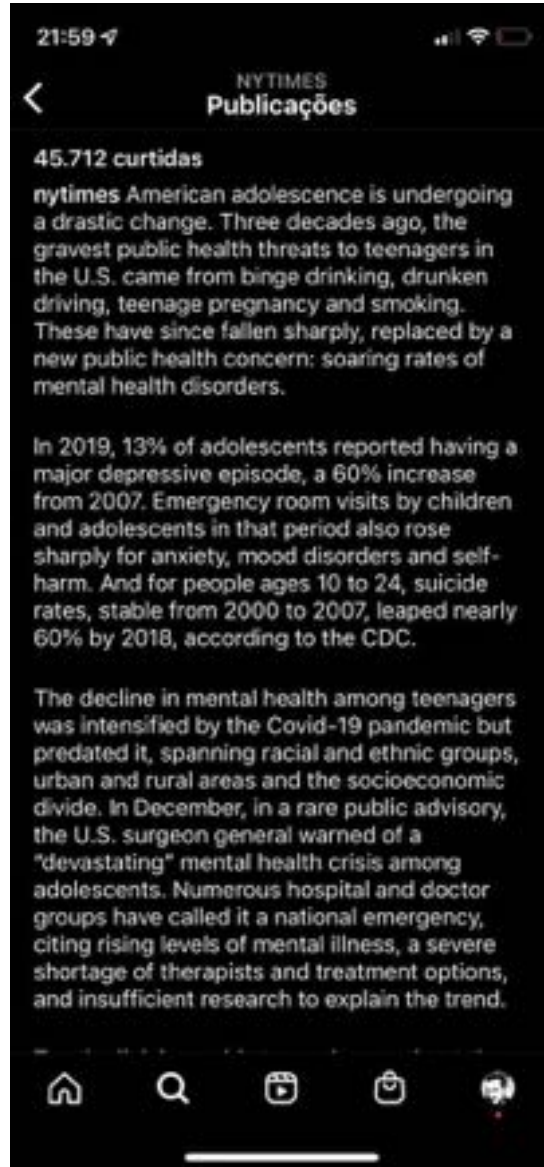 21:59
NYTIMES
Publicações
45.712 curtidas
nytimes American adolescence is undergoing
a drastic change. Three decades ago, the
gravest public health threats to teenagers in
the U.S. came from binge drinking, drunken
driving, teenage pregnancy and smoking.
These have since fallen sharply, replaced by a
new public health concern: soaring rates of
mental health disorders.
In 2019, 13% of adolescents reported having a
major depressive episode, a 60% increase
from 2007. Emergency room visits by children
and adolescents in that period also rose
sharply for anxiety, mood disorders and self-
harm. And for people ages 10 to 24, suicide
rates, stable from 2000 to 2007, leaped nearly
60% by 2018, according to the CDC.
The decline in mental health among teenagers
was intensified by the Covid-19 pandemic but
predated it, spanning racial and ethnic groups,
urban and rural areas and the socioeconomic
divide. In December, in a rare public advisory,
the U.S. surgeon general warned of a
"devastating" mental health crisis among
adolescents. Numerous hospital and doctor
groups have called it a national emergency,
citing rising levels of mental illness, a severe
shortage of therapists and treatment options,
and insufficient research to explain the trend.